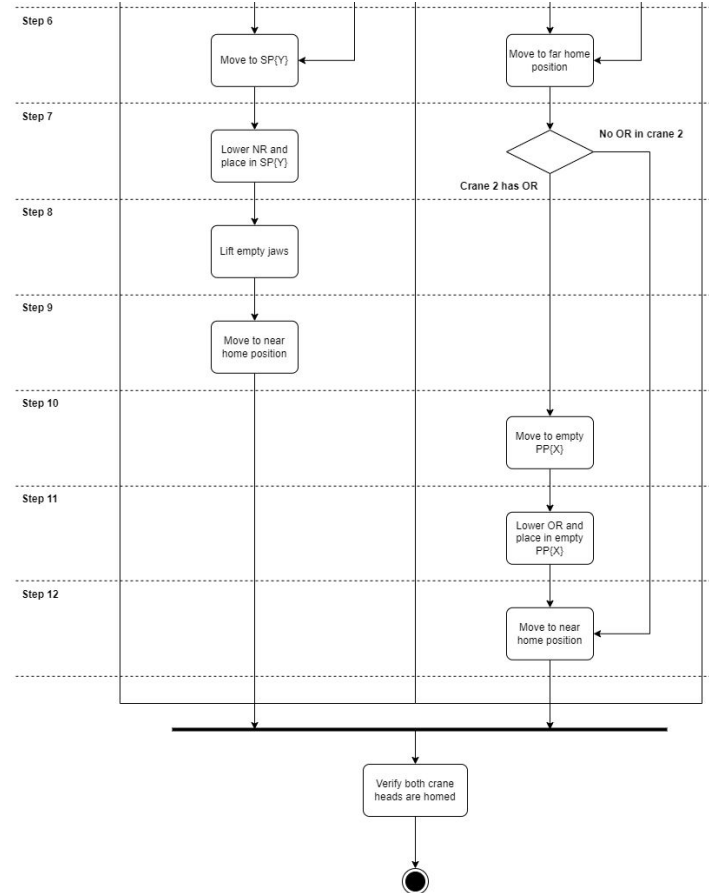 Step 6
Move to SP{Y}
Move to far home
position
Step 7
No OR in crane 2
Lower NR and
place in SP{Y}
Crane 2 has OR
Step 8
Lift empty jaws
Step 9
Move to near
home position
Step 10
Move to empty
PP{X}
Step 11
Lower OR and
place in empty
PP{X}
Step 12
Move to near
home position
Verify both crane
heads are homed